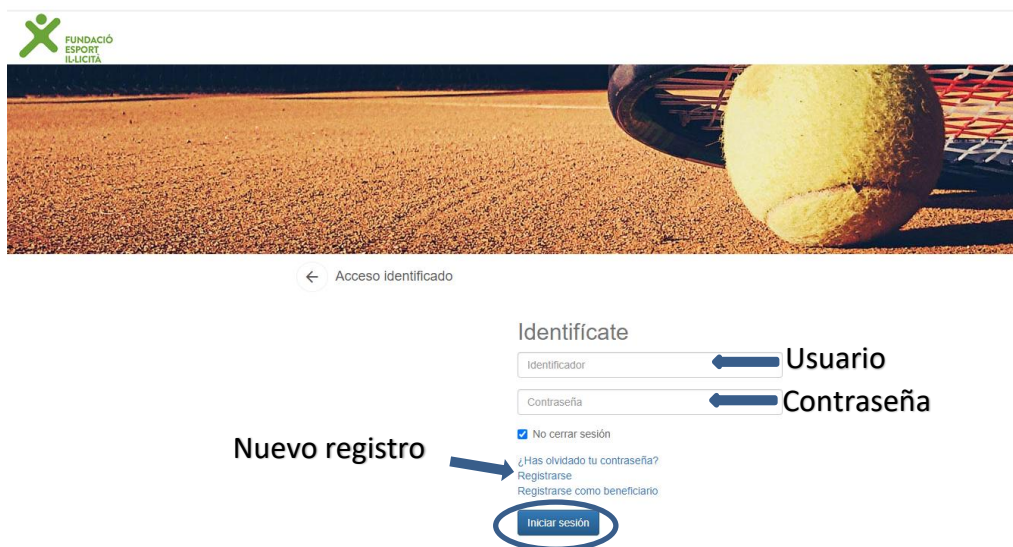 FUNDACIÓ
ESPORT
IL·LICITÀ
Acceso identificado
Identifícate
Identificador
Usuario
Contraseña
Contraseña
No cerrar sesión
Nuevo registro
¿Has olvidado tu contraseña?
Registrarse
Registrarse como beneficiario
Iniciar sesión